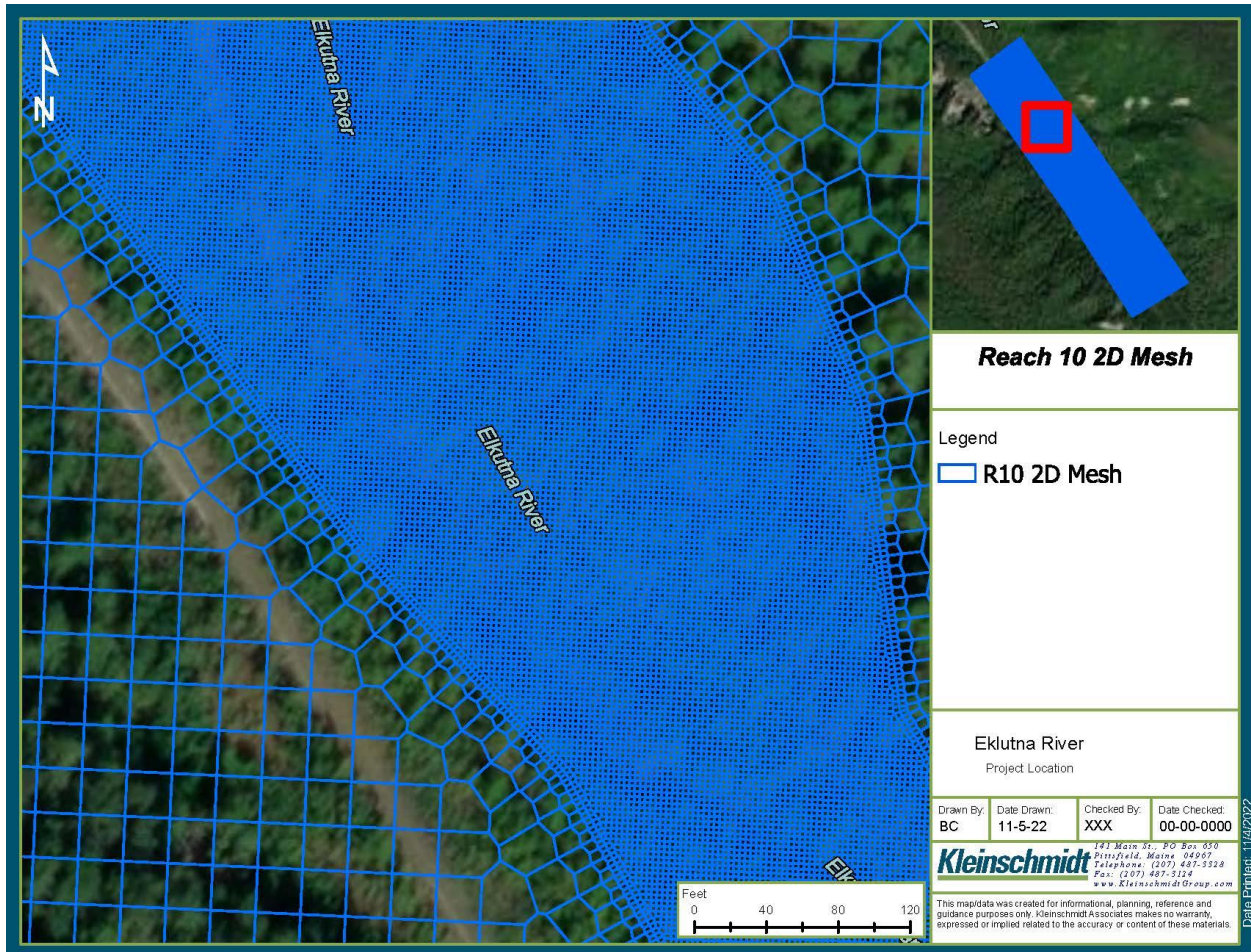 Elkutna River
N
Elkutna River
Feet
0 40 80 120
Reach 10 2D Mesh
Legend
R10 2D Mesh
Eklutna River
Project Location
Drawn By:
BC
Date Drawn:
11-5-22
Checked By:
XXX
Date Checked:
00-00-0000
Kleinschmidt
141 Main St., PO Box 650
Pittsfield, Maine 04967
Telephone: (207) 487-3328
Fax: (207) 487-3124
www.KleinschmidtGroup.com
This map/data was created for informational, planning, reference and
guidance purposes only. Kleinschmidt Associates makes no warranty,
expressed or implied related to the accuracy or content of these materials.
Date Printed: 11/4/2022